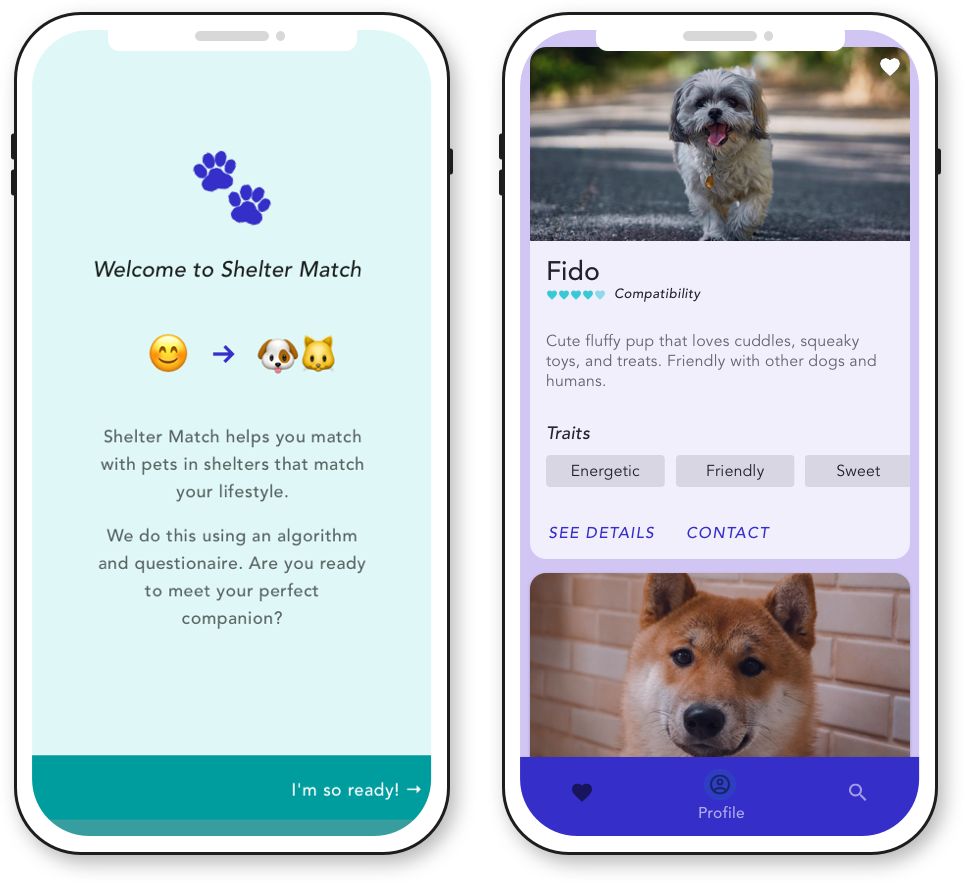 Welcome to Shelter Match
Shelter Match helps you match
with pets in shelters that match
your lifestyle.
We do this using an algorithm
and questionaire. Are you ready
to meet your perfect
companion?
I'm so ready! →
Fido
Compatibility
Cute fluffy pup that loves cuddles, squeaky
toys, and treats. Friendly with other dogs and
humans.
Traits
Energetic Friendly Sweet
SEE DETAILS CONTACT
Profile